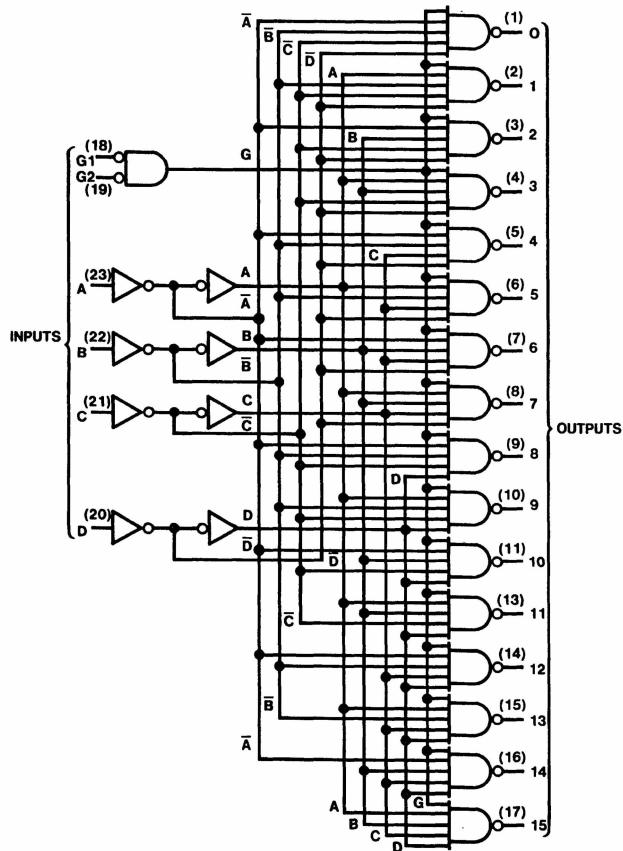 A̅
B̅
C̅
D̅
(1)
0
A
(2)
1
B
(3)
2
(18)
G1
G2
(19)
G
(4)
3
(5)
4
C
(23)
A
A
A̅
(6)
5
INPUTS
(22)
B
B
B̅
(7)
6
(21)
C
C
C̅
(8)
7
OUTPUTS
(9)
8
D
(20)
D
D
D̅
D̅
(10)
9
(11)
10
C̅
(13)
11
(14)
12
B̅
(15)
13
A̅
(16)
14
G
A
B
C
D
(17)
15